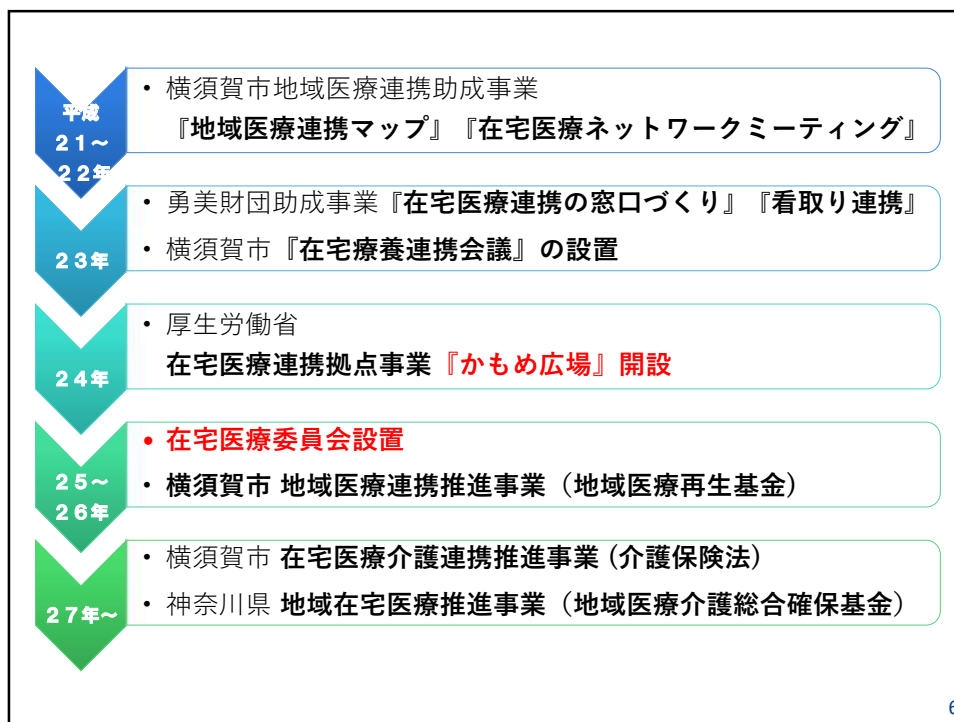 平成
21～
22年
・横須賀市地域医療連携助成事業
『地域医療連携マップ』『在宅医療ネットワークミーティング』
23年
・勇美財団助成事業『在宅医療連携の窓口づくり』『看取り連携』
・横須賀市『在宅療養連携会議』の設置
24年
・厚生労働省
在宅医療連携拠点事業『かもめ広場』開設
25～
26年
・在宅医療委員会設置
・横須賀市 地域医療連携推進事業（地域医療再生基金）
27年～
・横須賀市 在宅医療介護連携推進事業 (介護保険法)
・神奈川県 地域在宅医療推進事業（地域医療介護総合確保基金）
6